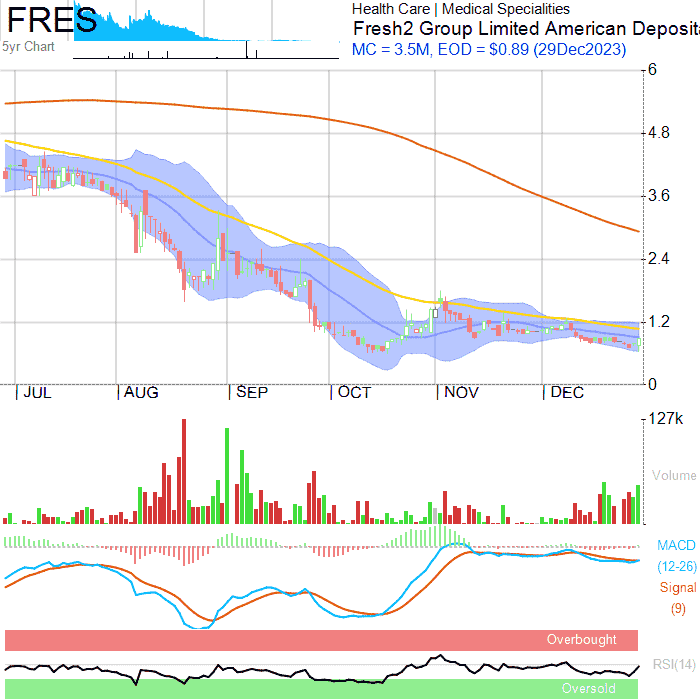 FRES
5yr Chart
Health Care | Medical Specialities
Fresh2 Group Limited American Deposit
MC = 3.5M, EOD = $0.89 (29Dec2023)
6
4.8
3.6
2.4
1.2
0
JUL AUG SEP OCT NOV DEC
127k
Volume
MACD
(12-26)
Signal
(9)
Overbought
RSI(14)
Oversold